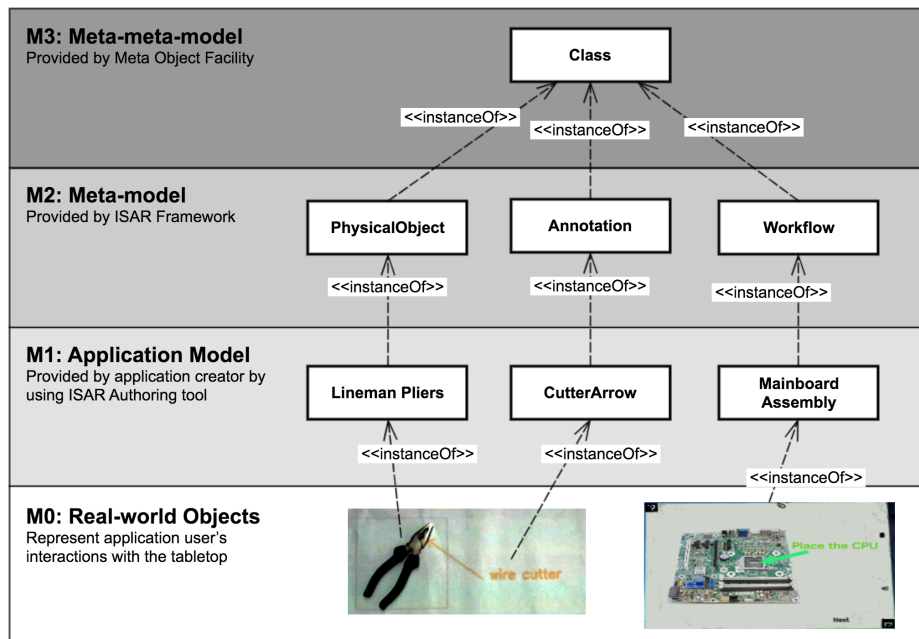 M3: Meta-meta-model
Provided by Meta Object Facility
Class
<<instanceOf>>
<<instanceOf>>
<<instanceOf>>
M2: Meta-model
Provided by ISAR Framework
PhysicalObject
Annotation
Workflow
<<instanceOf>>
<<instanceOf>>
<<instanceOf>>
M1: Application Model
Provided by application creator by
using ISAR Authoring tool
Lineman Pliers
CutterArrow
Mainboard
Assembly
<<instanceOf>>
<<instanceOf>>
<<instanceOf>>
M0: Real-world Objects
Represent application user's
interactions with the tabletop
wire cutter
Place the CPU
Next